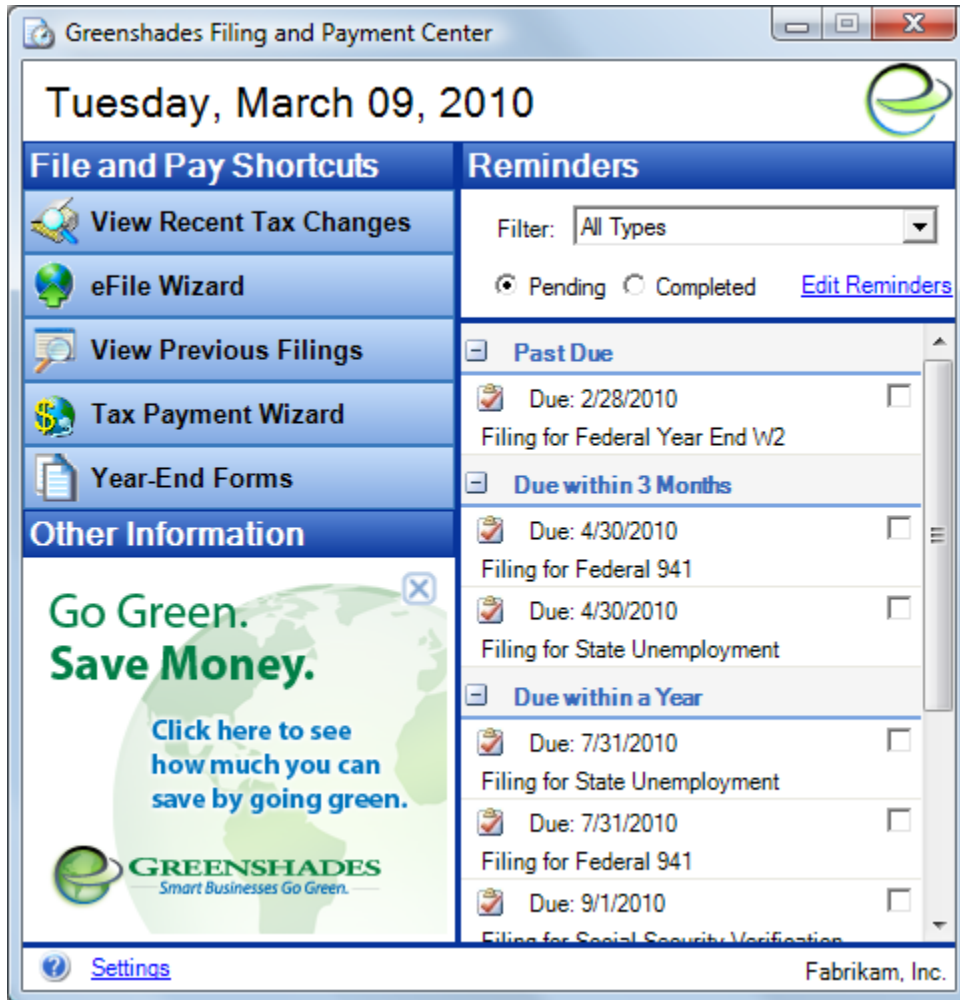 Greenshades Filing and Payment Center
Tuesday, March 09, 2010
File and Pay Shortcuts
View Recent Tax Changes
eFile Wizard
View Previous Filings
Tax Payment Wizard
Year-End Forms
Other Information
Go Green.
Save Money.
Click here to see
how much you can
save by going green.
GREENSHADES
Smart Businesses Go Green.
Reminders
Filter: All Types
Pending Completed Edit Reminders
Past Due
Due: 2/28/2010
Filing for Federal Year End W2
Due within 3 Months
Due: 4/30/2010
Filing for Federal 941
Due: 4/30/2010
Filing for State Unemployment
Due within a Year
Due: 7/31/2010
Filing for State Unemployment
Due: 7/31/2010
Filing for Federal 941
Due: 9/1/2010
Filing for Social Security Verification
Settings
Fabrikam, Inc.